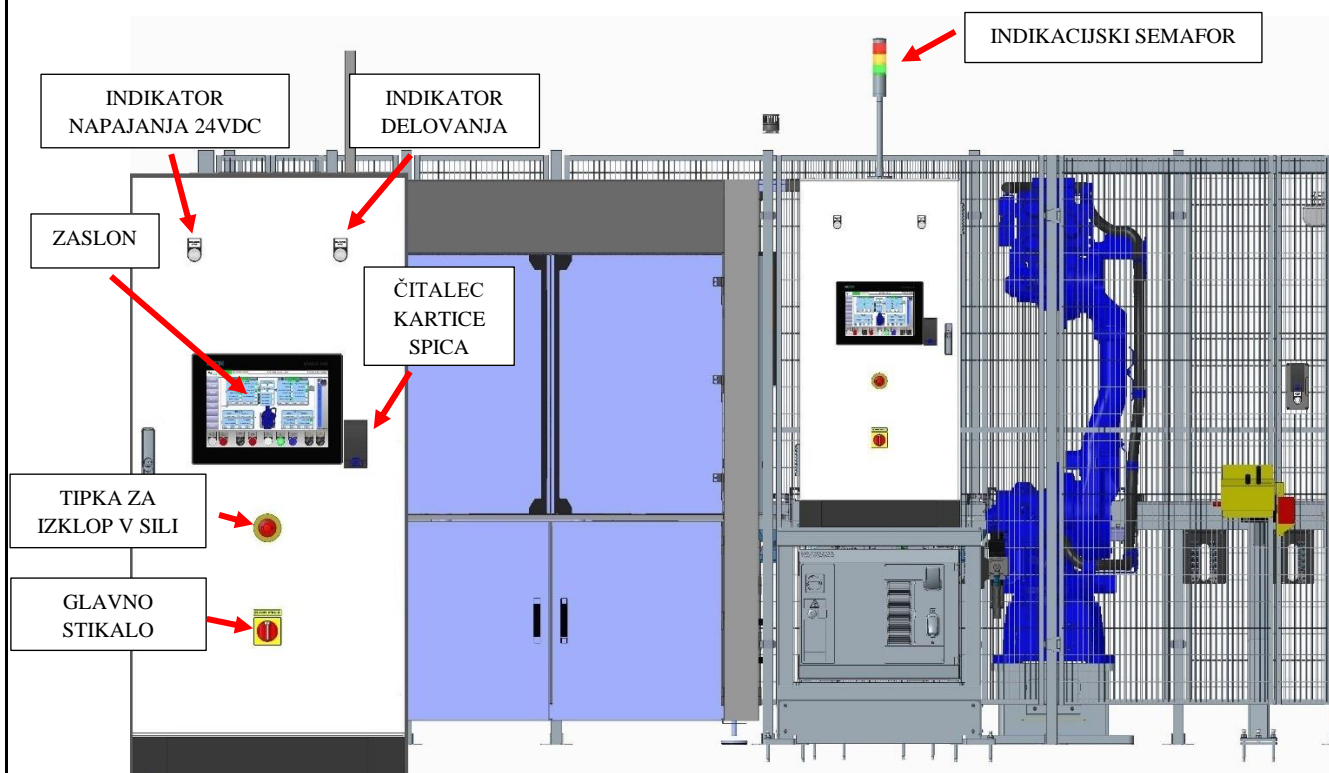 INDIKACIJSKI SEMAFOR
INDIKATOR
NAPAJANJA 24VDC
INDIKATOR
DELOVANJA
ZASLON
ČITALEC
KARTICE
SPICA
TIPKA ZA
IZKLOP V SILI
GLAVNO
STIKALO